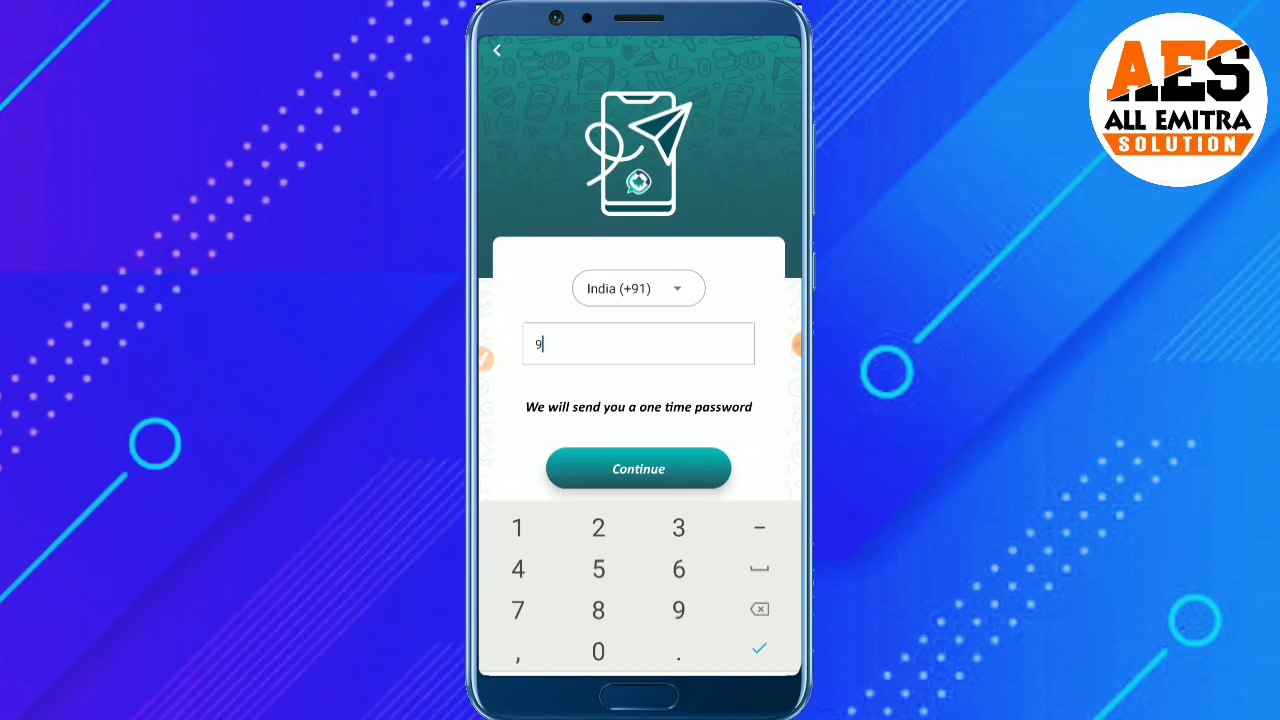 AES
ALL EMITRA
SOLUTION
India (+91)
9
We will send you a one time password
Continue
1 2 3 -
4 5 6
7 8 9
, 0 .